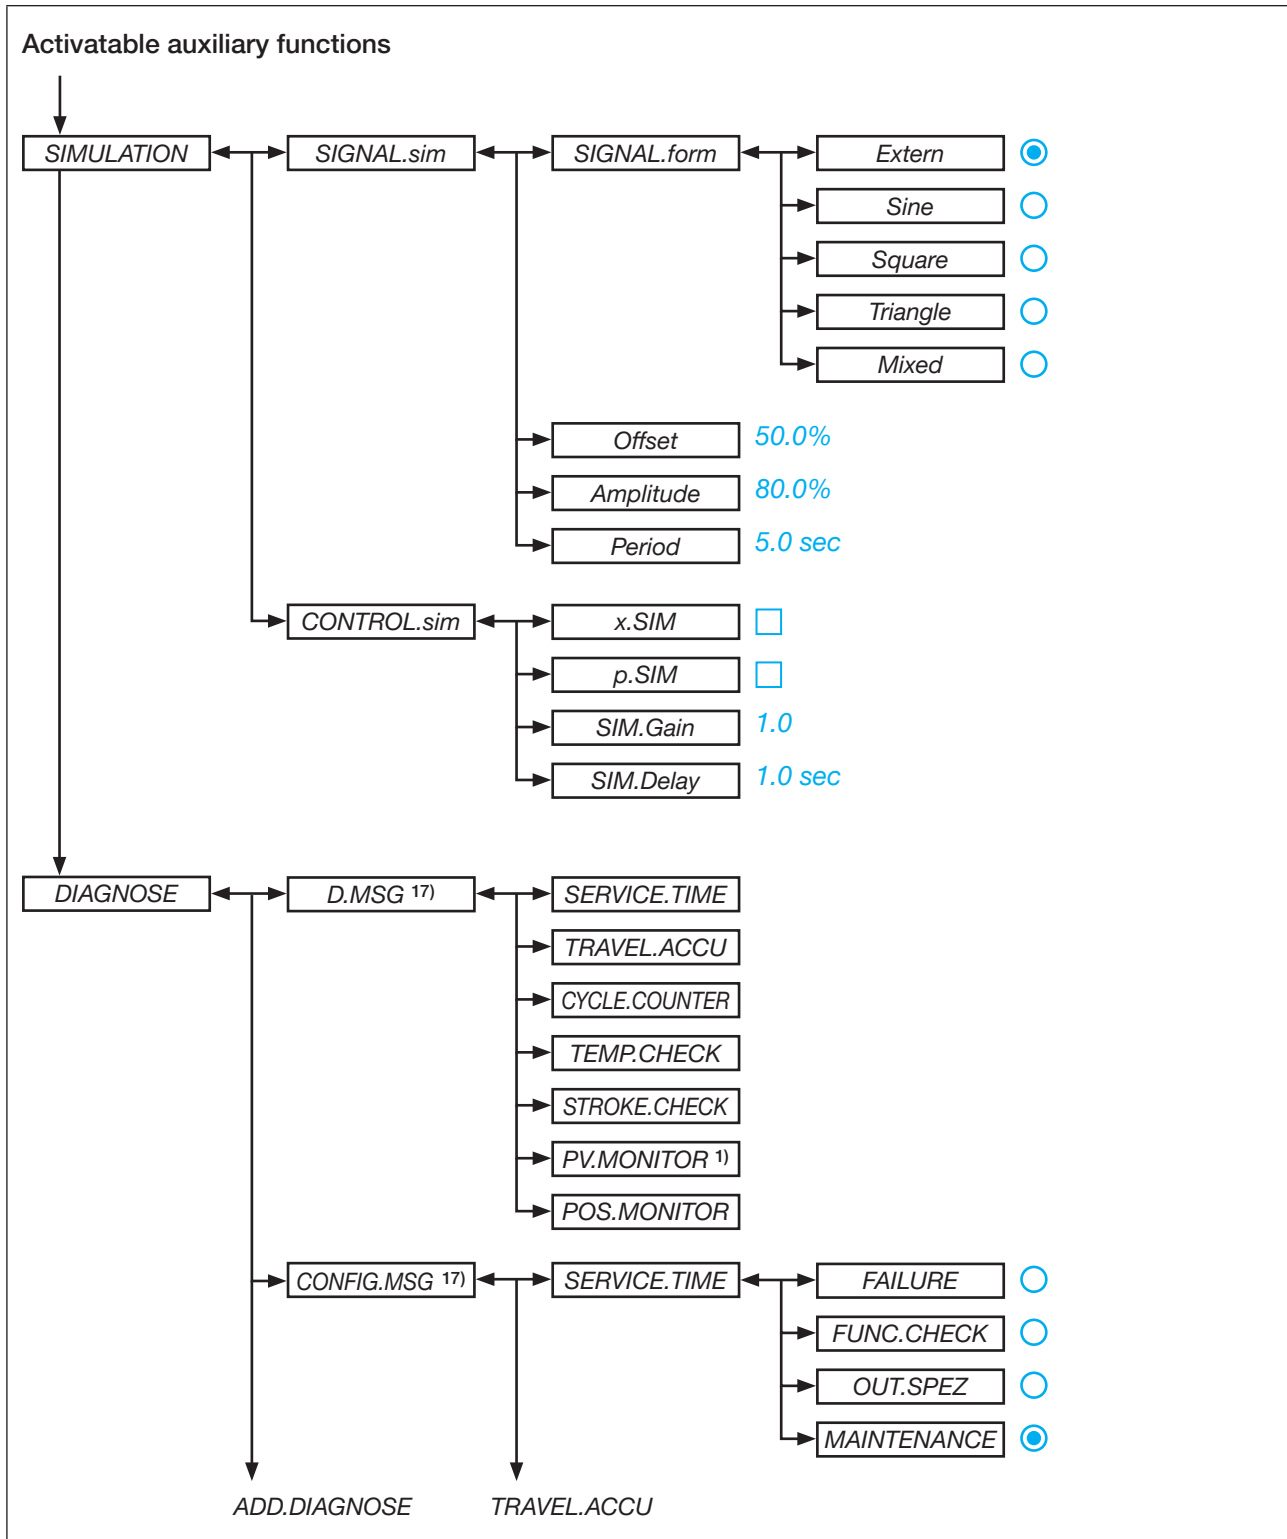 Activatable auxiliary functions
SIMULATION
SIGNAL.sim
SIGNAL.form
Extern
Sine
Square
Triangle
Mixed
Offset 50.0%
Amplitude 80.0%
Period 5.0 sec
CONTROL.sim
x.SIM
p.SIM
SIM.Gain 1.0
SIM.Delay 1.0 sec
DIAGNOSE
D.MSG 17)
SERVICE.TIME
TRAVEL.ACCU
CYCLE.COUNTER
TEMP.CHECK
STROKE.CHECK
PV.MONITOR 1)
POS.MONITOR
CONFIG.MSG 17)
SERVICE.TIME
FAILURE
FUNC.CHECK
OUT.SPEZ
MAINTENANCE
ADD.DIAGNOSE
TRAVEL.ACCU